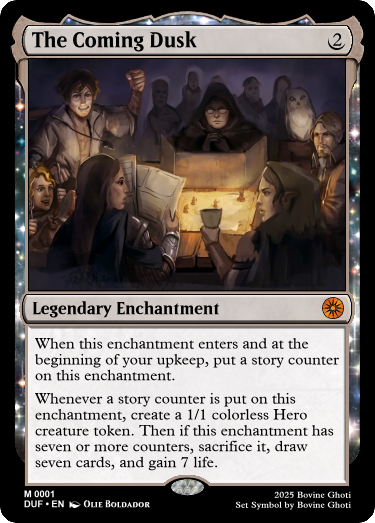 The Coming Dusk 2
Legendary Enchantment
When this enchantment enters and at the
beginning of your upkeep, put a story counter
on this enchantment.
Whenever a story counter is put on this
enchantment, create a 1/1 colorless Hero
creature token. Then if this enchantment has
seven or more counters, sacrifice it, draw
seven cards, and gain 7 life.
M 0001
DUF • EN Olie Boldador
2025 Bovine Ghoti
Set Symbol by Bovine Ghoti